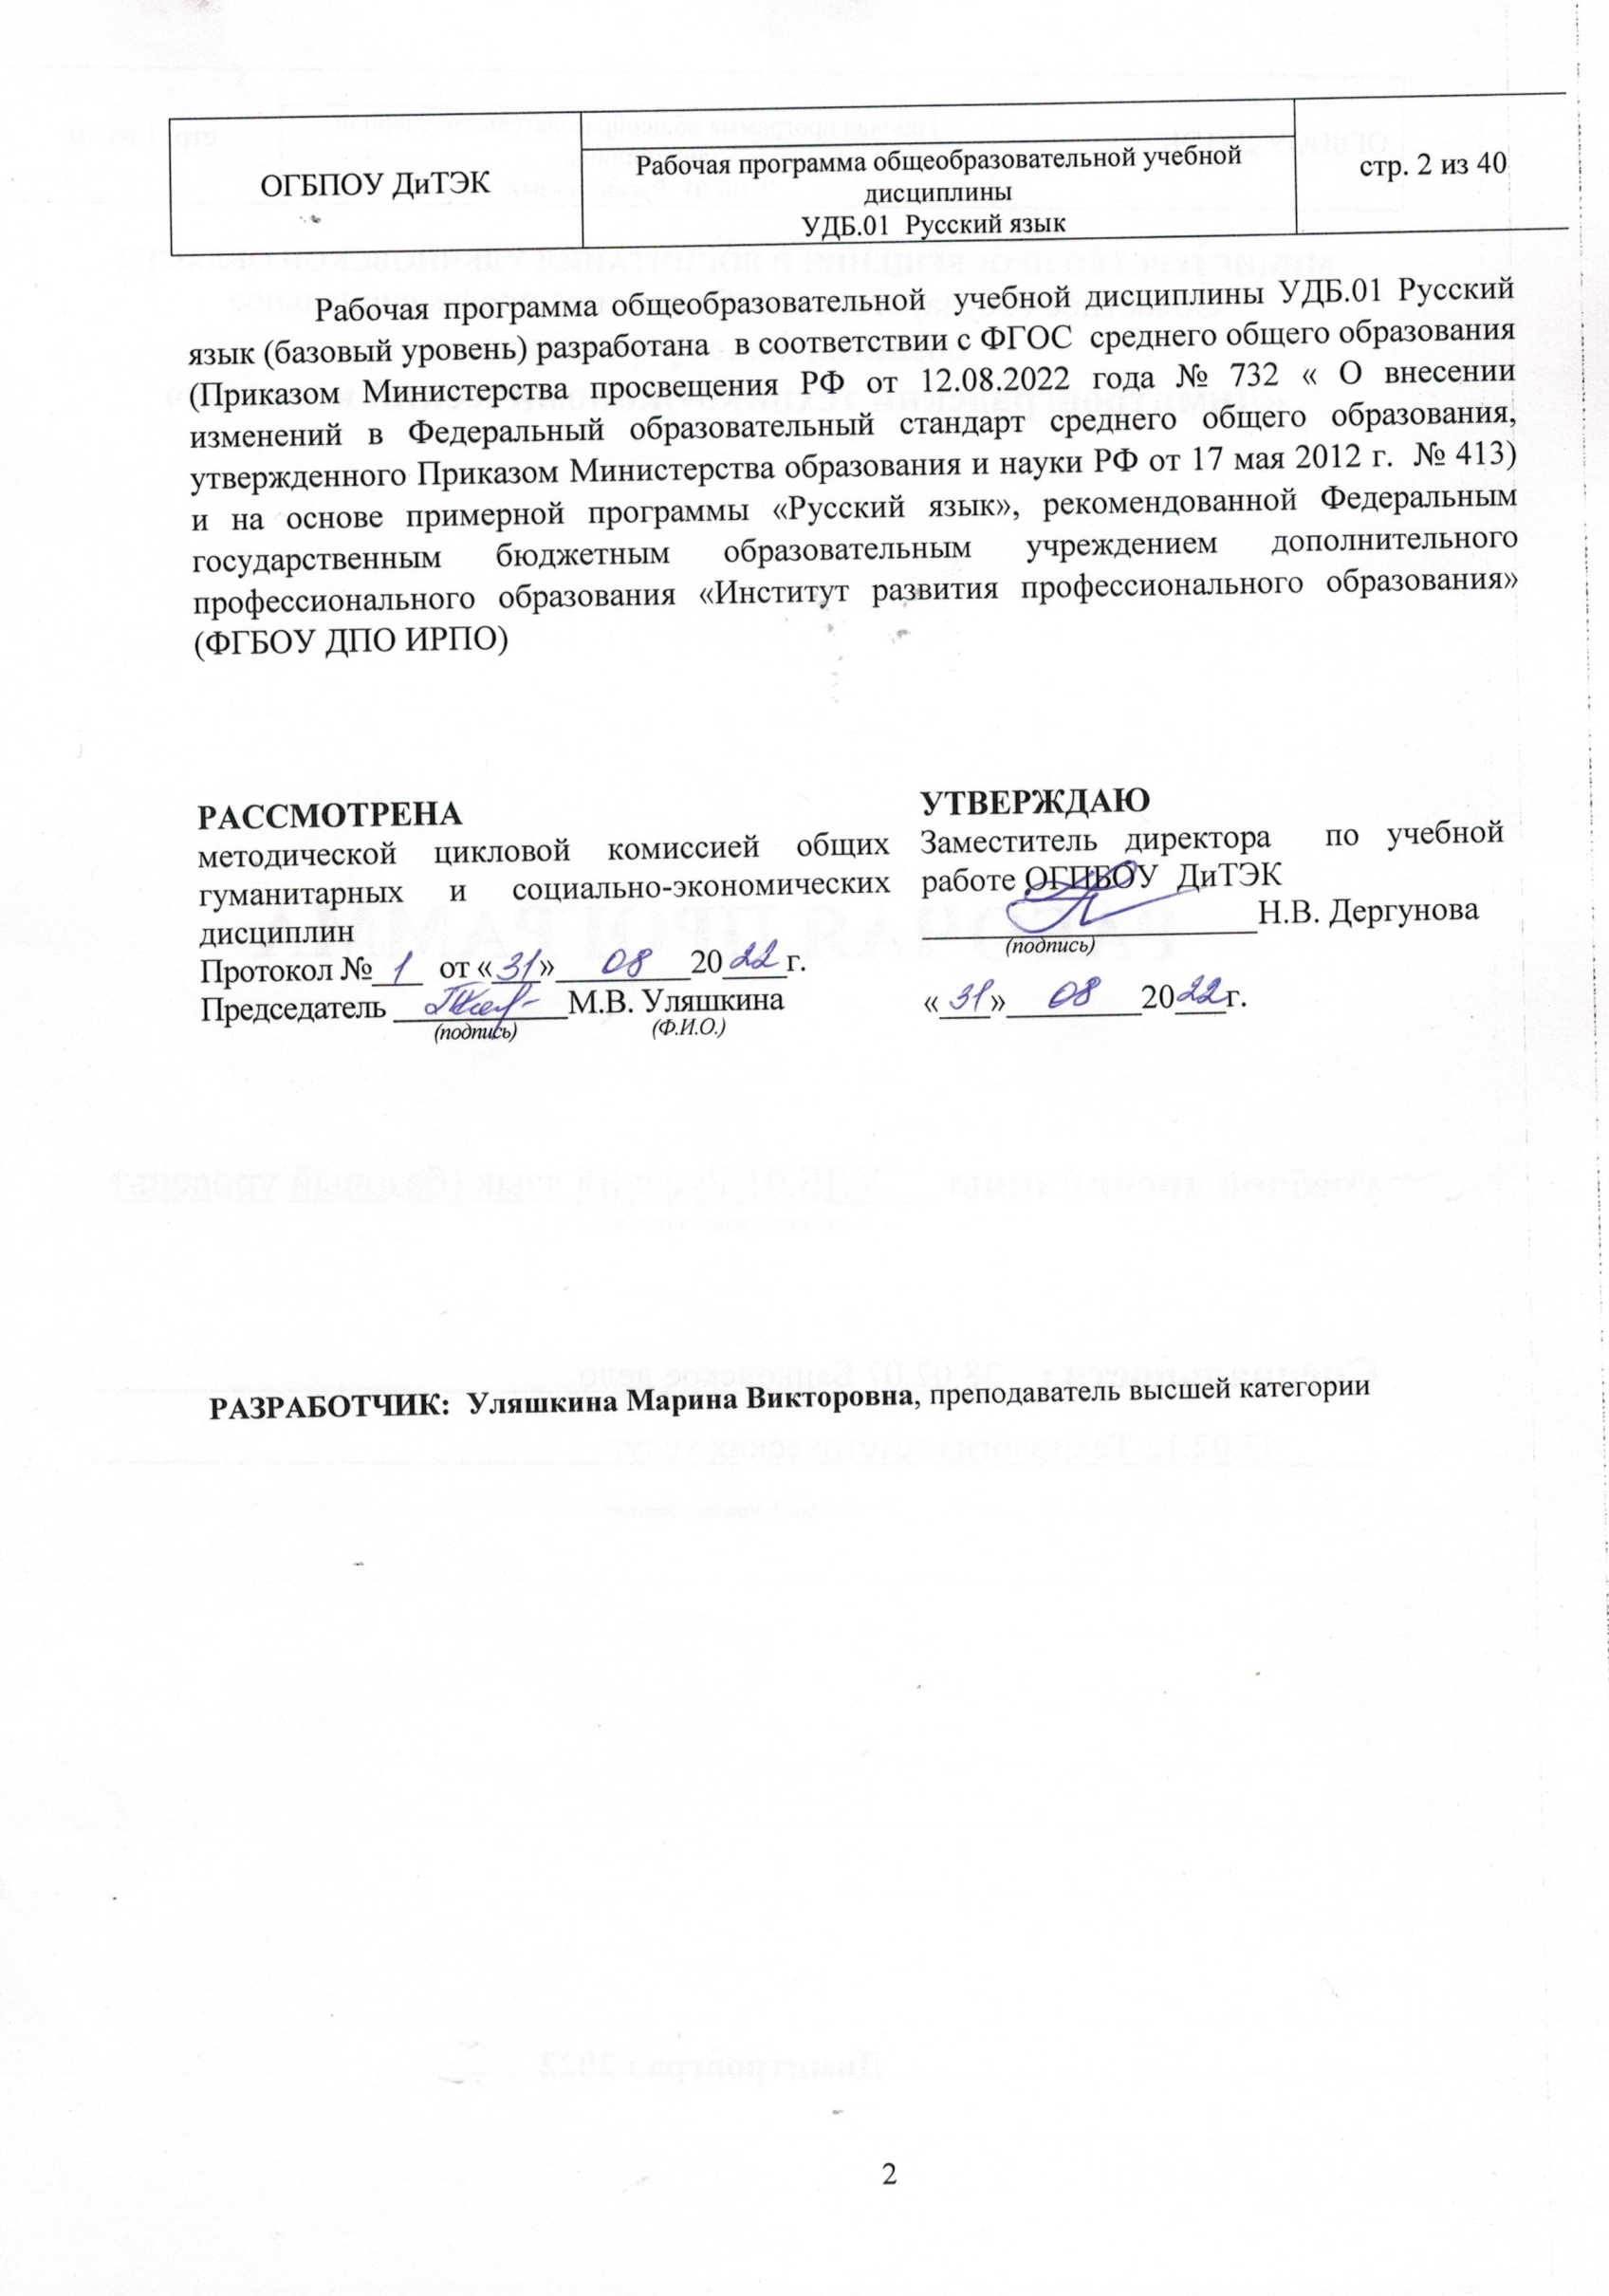 ОГБПОУ ДиТЭК
Рабочая программа общеобразовательной учебной
дисциплины
УДБ.01 Русский язык
стр. 2 из 40
Рабочая программа общеобразовательной учебной дисциплины УДБ.01 Русский
язык (базовый уровень) разработана в соответствии с ФГОС среднего общего образования
(Приказом Министерства просвещения РФ от 12.08.2022 года № 732 « О внесении
изменений в Федеральный образовательный стандарт среднего общего образования,
утвержденного Приказом Министерства образования и науки РФ от 17 мая 2012 г. № 413)
и на основе примерной программы «Русский язык», рекомендованной Федеральным
государственным бюджетным образовательным учреждением дополнительного
профессионального образования «Институт развития профессионального образования»
(ФГБОУ ДПО ИРПО)
РАССМОТРЕНА
методической цикловой комиссией общих
гуманитарных и социально-экономических
дисциплин
Протокол № 1 от «31» 08 2022 г.
Председатель М.В. Уляшкина
(подпись) (Ф.И.О.)
УТВЕРЖДАЮ
Заместитель директора по учебной
работе ОГПБОУ ДиТЭК
Н.В. Дергунова
(подпись)
«31» 08 2022 г.
РАЗРАБОТЧИК: Уляшкина Марина Викторовна, преподаватель высшей категории
2